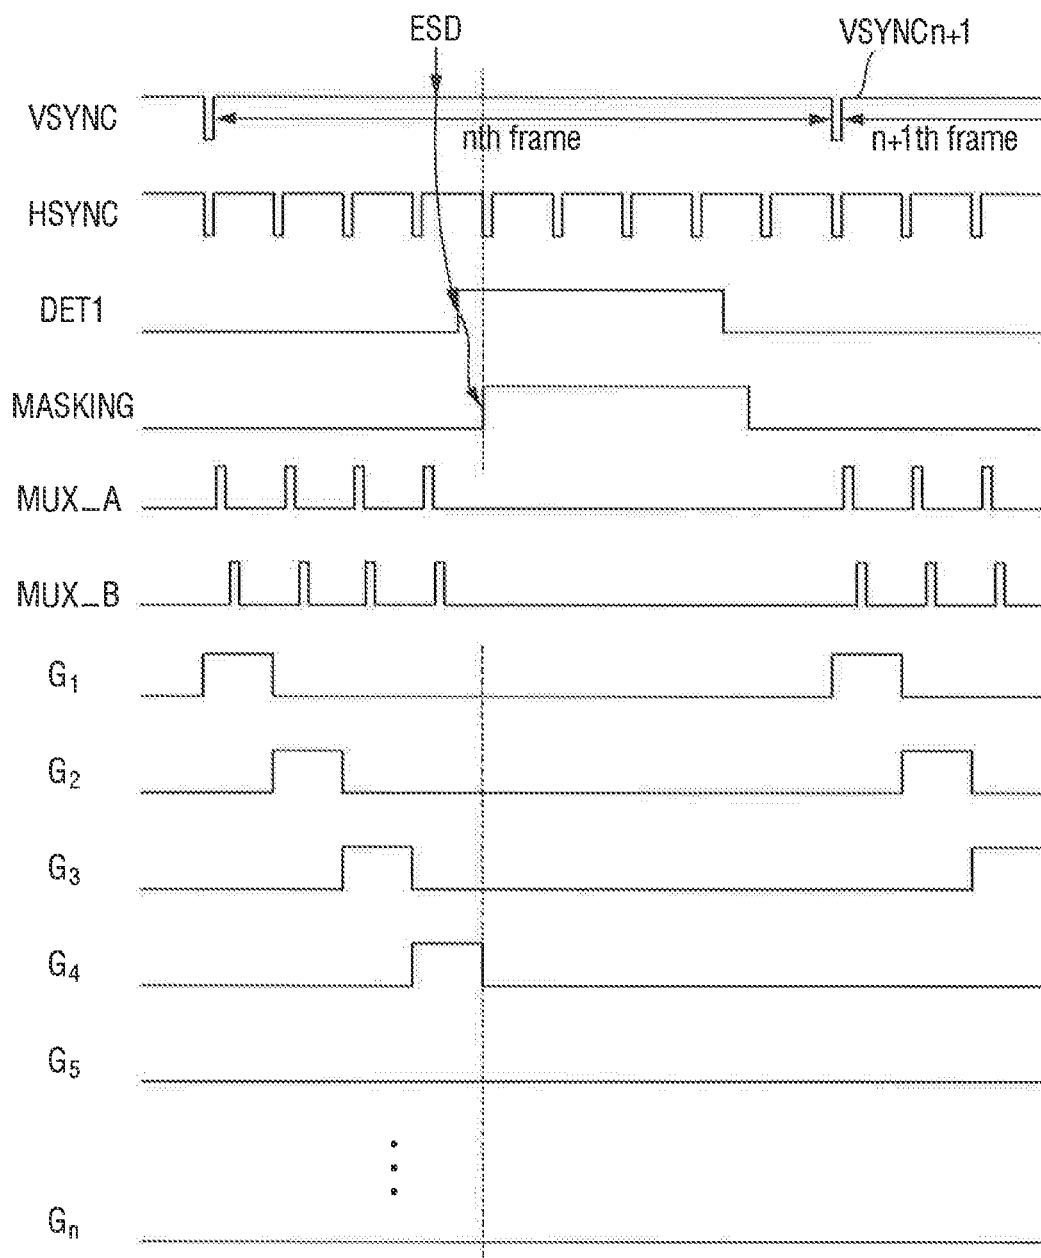 ESD
VSYNCn+1
VSYNC
nth frame
n+1th frame
HSYNC
DET1
MASKING
MUX_A
MUX_B
G1
G2
G3
G4
G5
Gn